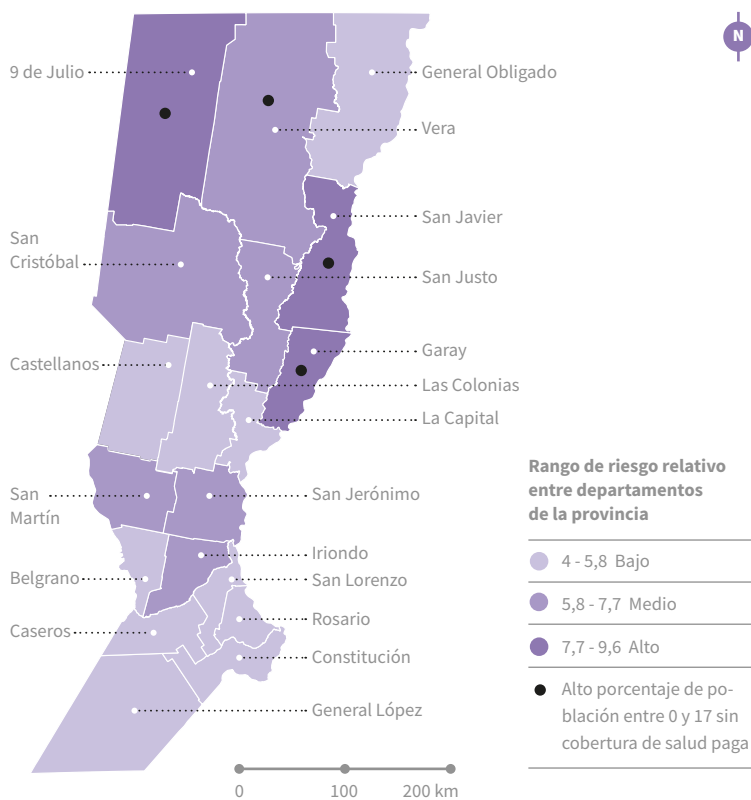 N
9 de Julio
General Obligado
Vera
San Javier
San
Cristóbal
San Justo
Garay
Castellanos
Las Colonias
La Capital
San
Martín
San Jerónimo
Iriondo
Belgrano
San Lorenzo
Caseros
Rosario
Constitución
General López
0 100 200 km
Rango de riesgo relativo
entre departamentos
de la provincia
4 - 5,8 Bajo
5,8 - 7,7 Medio
7,7 - 9,6 Alto
Alto porcentaje de po-
blación entre 0 y 17 sin
cobertura de salud paga